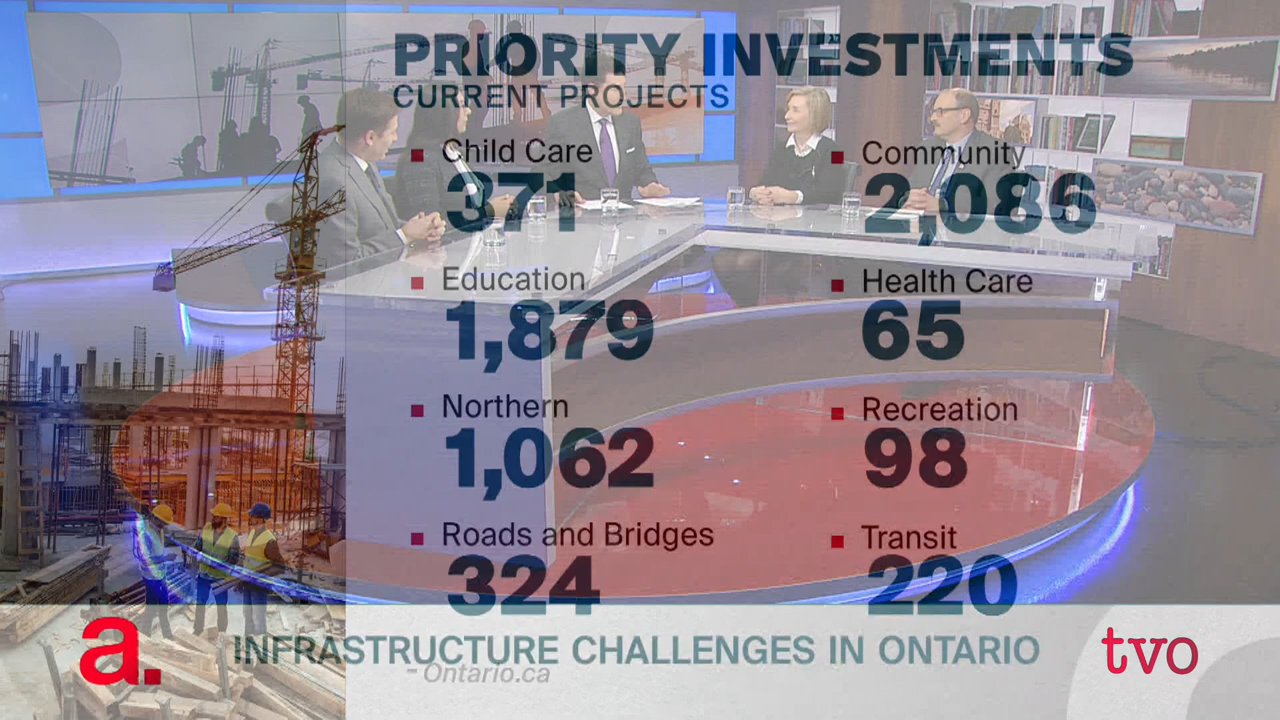 PRIORITY INVESTMENTS
CURRENT PROJECTS
Child Care
371
Education
1,879
Northern
1,062
Roads and Bridges
324
Community
2,086
Health Care
65
Recreation
98
Transit
220
a.
INFRASTRUCTURE CHALLENGES IN ONTARIO
tvo
- Ontario.ca